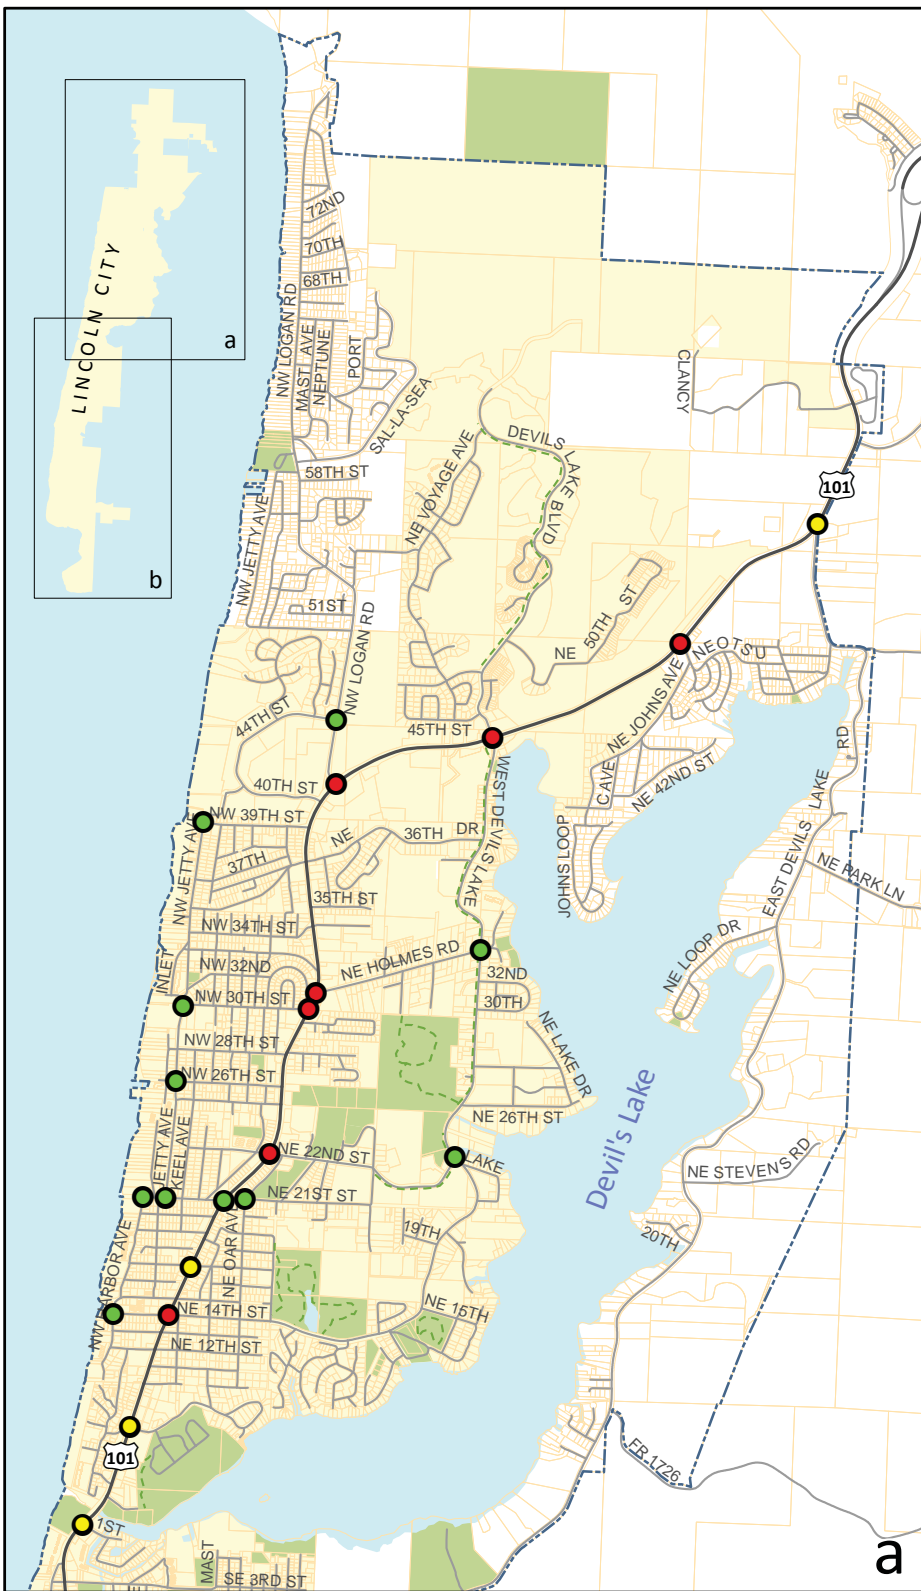 LINCOLN CITY
a
b
72ND
70TH
68TH
NW LOGAN RD
MAST AVE
NEPTUNE
PORT
SAL-LA-SEA
CLANCY
58TH ST
NE VOYAGE AVE
DEVILS LAKE BLVD
101
NW JETTY AVE
51ST
NW LOGAN RD
NE 50TH ST
NEOTSU
NE JOHNS AVE
44TH ST
45TH ST
40TH ST
CAVE
NE 42ND ST
WEST DEVILS LAKE
EAST DEVILS LAKE RD
NW 39TH ST
NE 36TH DR
37TH
NW JETTY AVE
JOHNS LOOP
NE PARK LN
35TH ST
NW 34TH ST
NE LOOP DR
INLET
NW 32ND
NE HOLMES RD
32ND
NW 30TH ST
30TH
NW 28TH ST
NE LAKE DR
NW 26TH ST
NE 26TH ST
Devil's Lake
JETTY AVE
KEEL AVE
NE 22ND ST
LAKE
NE STEVENS RD
NE 21ST ST
NE OAR AVE
19TH
20TH
NW HARBOR AVE
NE 14TH ST
NE 15TH
NE 12TH ST
101
FR 1726
1ST
MAST
SE 3RD ST
a